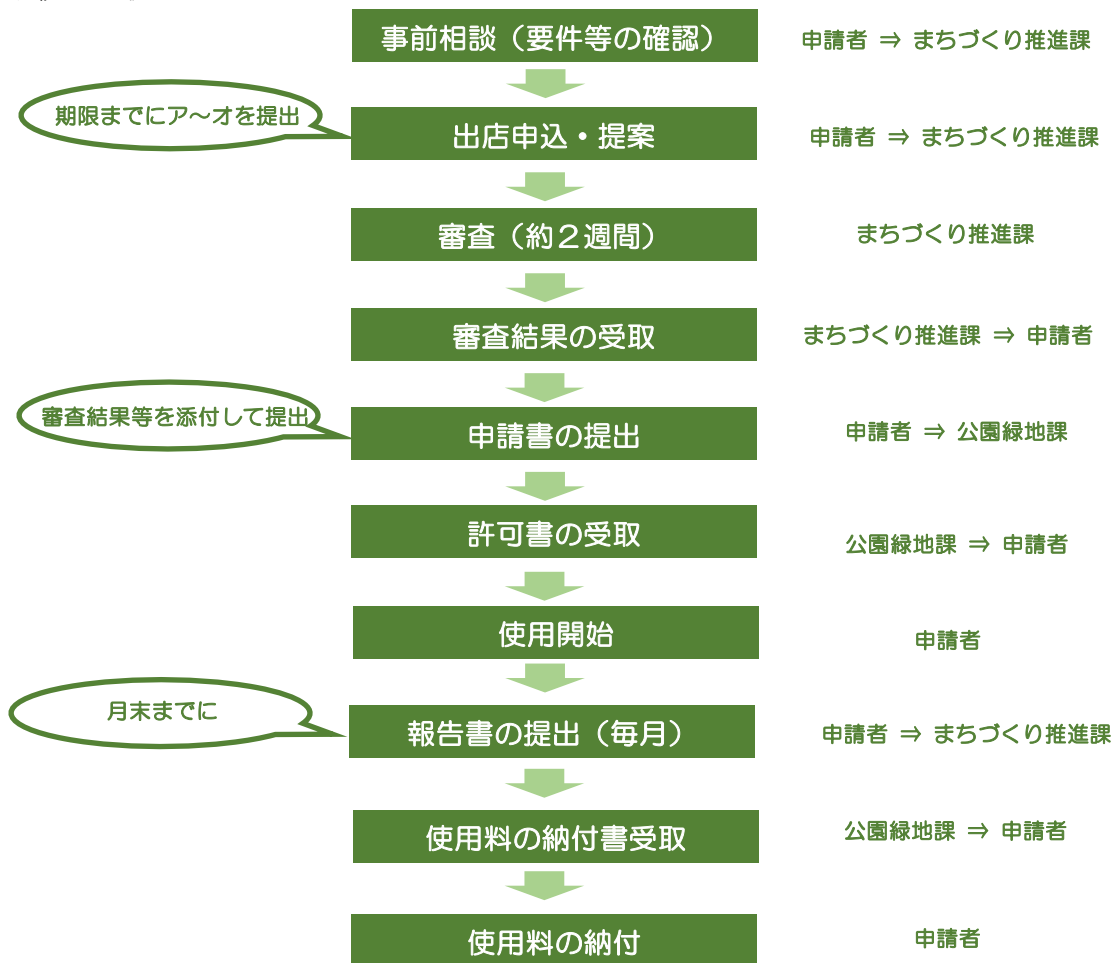 事前相談（要件等の確認）
申請者 ⇒ まちづくり推進課
期限までにア～オを提出
出店申込・提案
申請者 ⇒ まちづくり推進課
審査（約２週間）
まちづくり推進課
審査結果の受取
まちづくり推進課 ⇒ 申請者
審査結果等を添付して提出
申請書の提出
申請者 ⇒ 公園緑地課
許可書の受取
公園緑地課 ⇒ 申請者
使用開始
申請者
月末までに
報告書の提出（毎月）
申請者 ⇒ まちづくり推進課
使用料の納付書受取
公園緑地課 ⇒ 申請者
使用料の納付
申請者